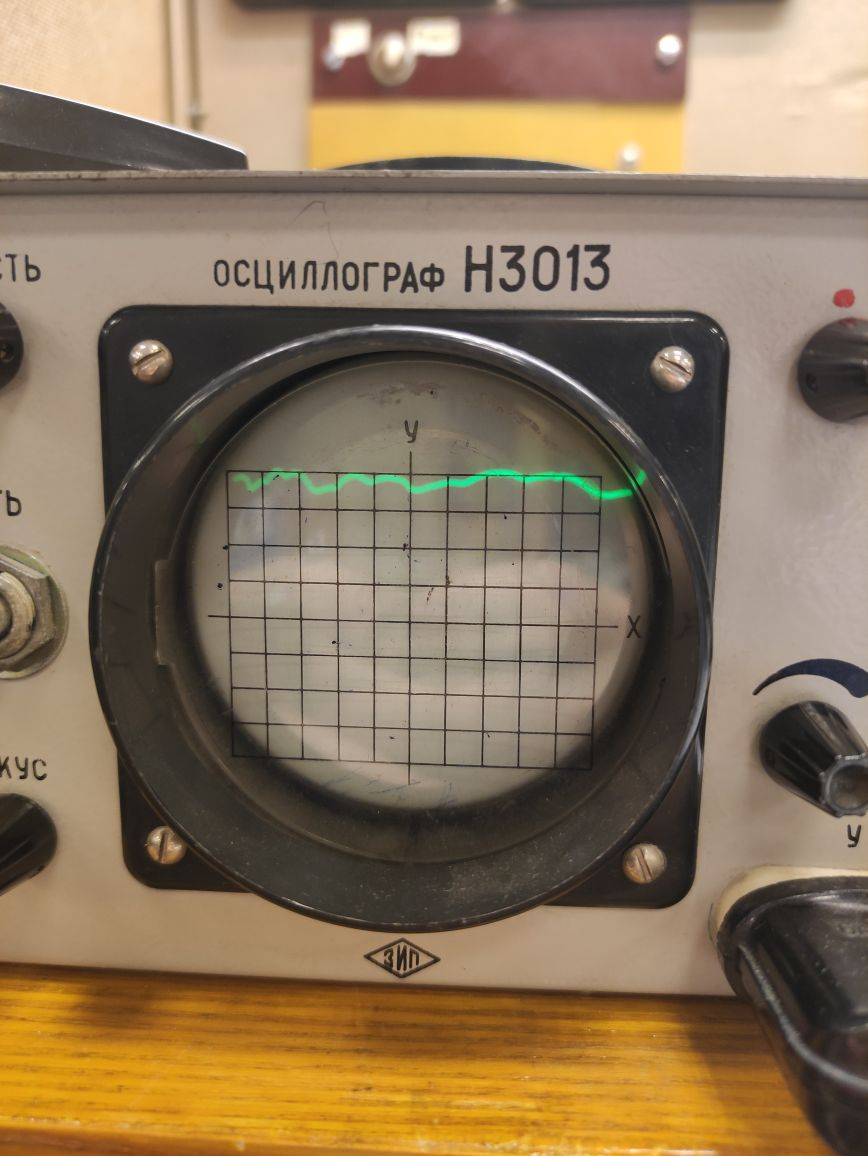 СТЬ
ОСЦИЛЛОГРАФ Н3013
У
ТЬ
Х
КУС
У
ЗИП